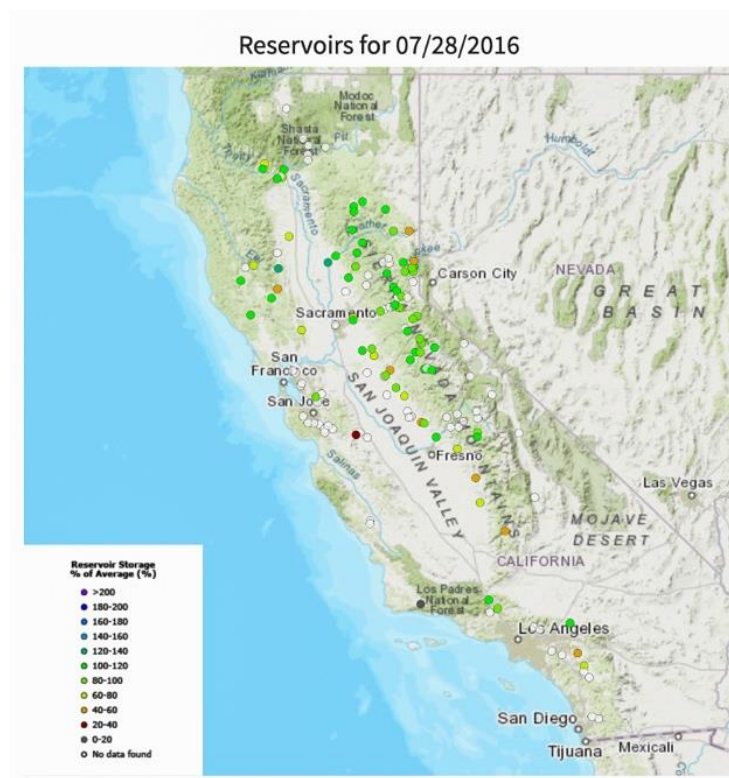 Reservoirs for 07/28/2016
Modoc
National
Forest
Shasta
National
Forest
Pit
Humboldt
Sacramento
Feather
Eel
Carson City
NEVADA
GREAT
BASIN
Sacramento
SIERRA NEVADA MOUNTAINS
San
Francisco
San Jose
SAN JOAQUIN VALLEY
Salinas
Fresno
Las Vegas
MOJAVE
DESERT
CALIFORNIA
Los Padres
National
Forest
Los Angeles
San Diego
Tijuana
Mexicali
Reservoir Storage
% of Average (%)
>200
180-200
160-180
140-160
120-140
100-120
80-100
60-80
40-60
20-40
0-20
No data found